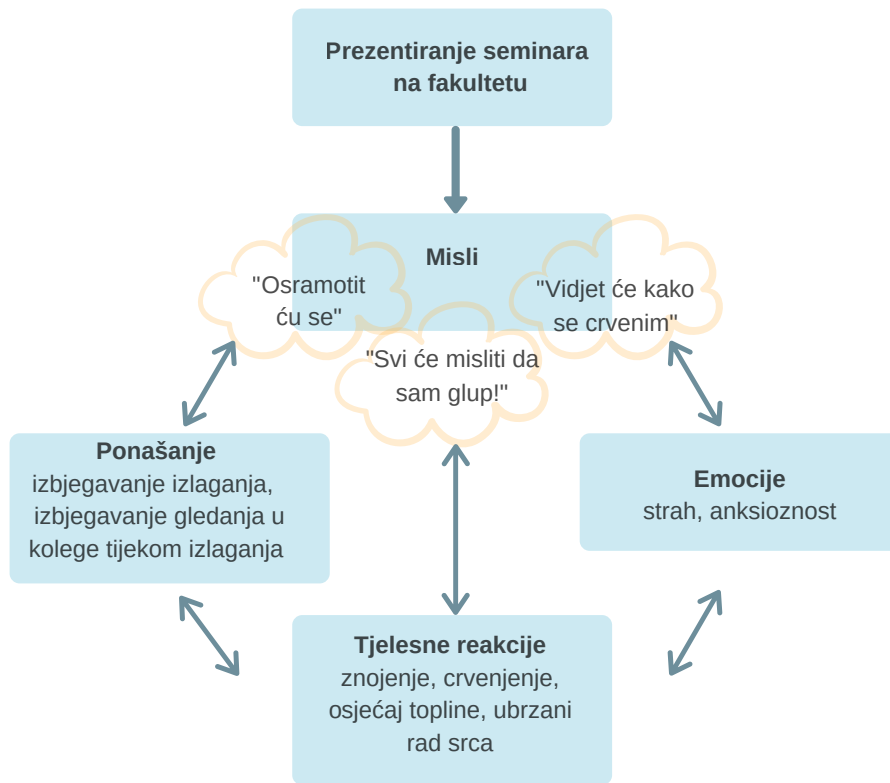 Prezentiranje seminara
na fakultetu
Misli
"Osramotit
ću se"
"Vidjet će kako
se crvenim"
"Svi će misliti da
sam glup!"
Ponašanje
izbjegavanje izlaganja,
izbjegavanje gledanja u
kolege tijekom izlaganja
Emocije
strah, anksioznost
Tjelesne reakcije
znojenje, crvenjenje,
osjećaj topline, ubrzani
rad srca